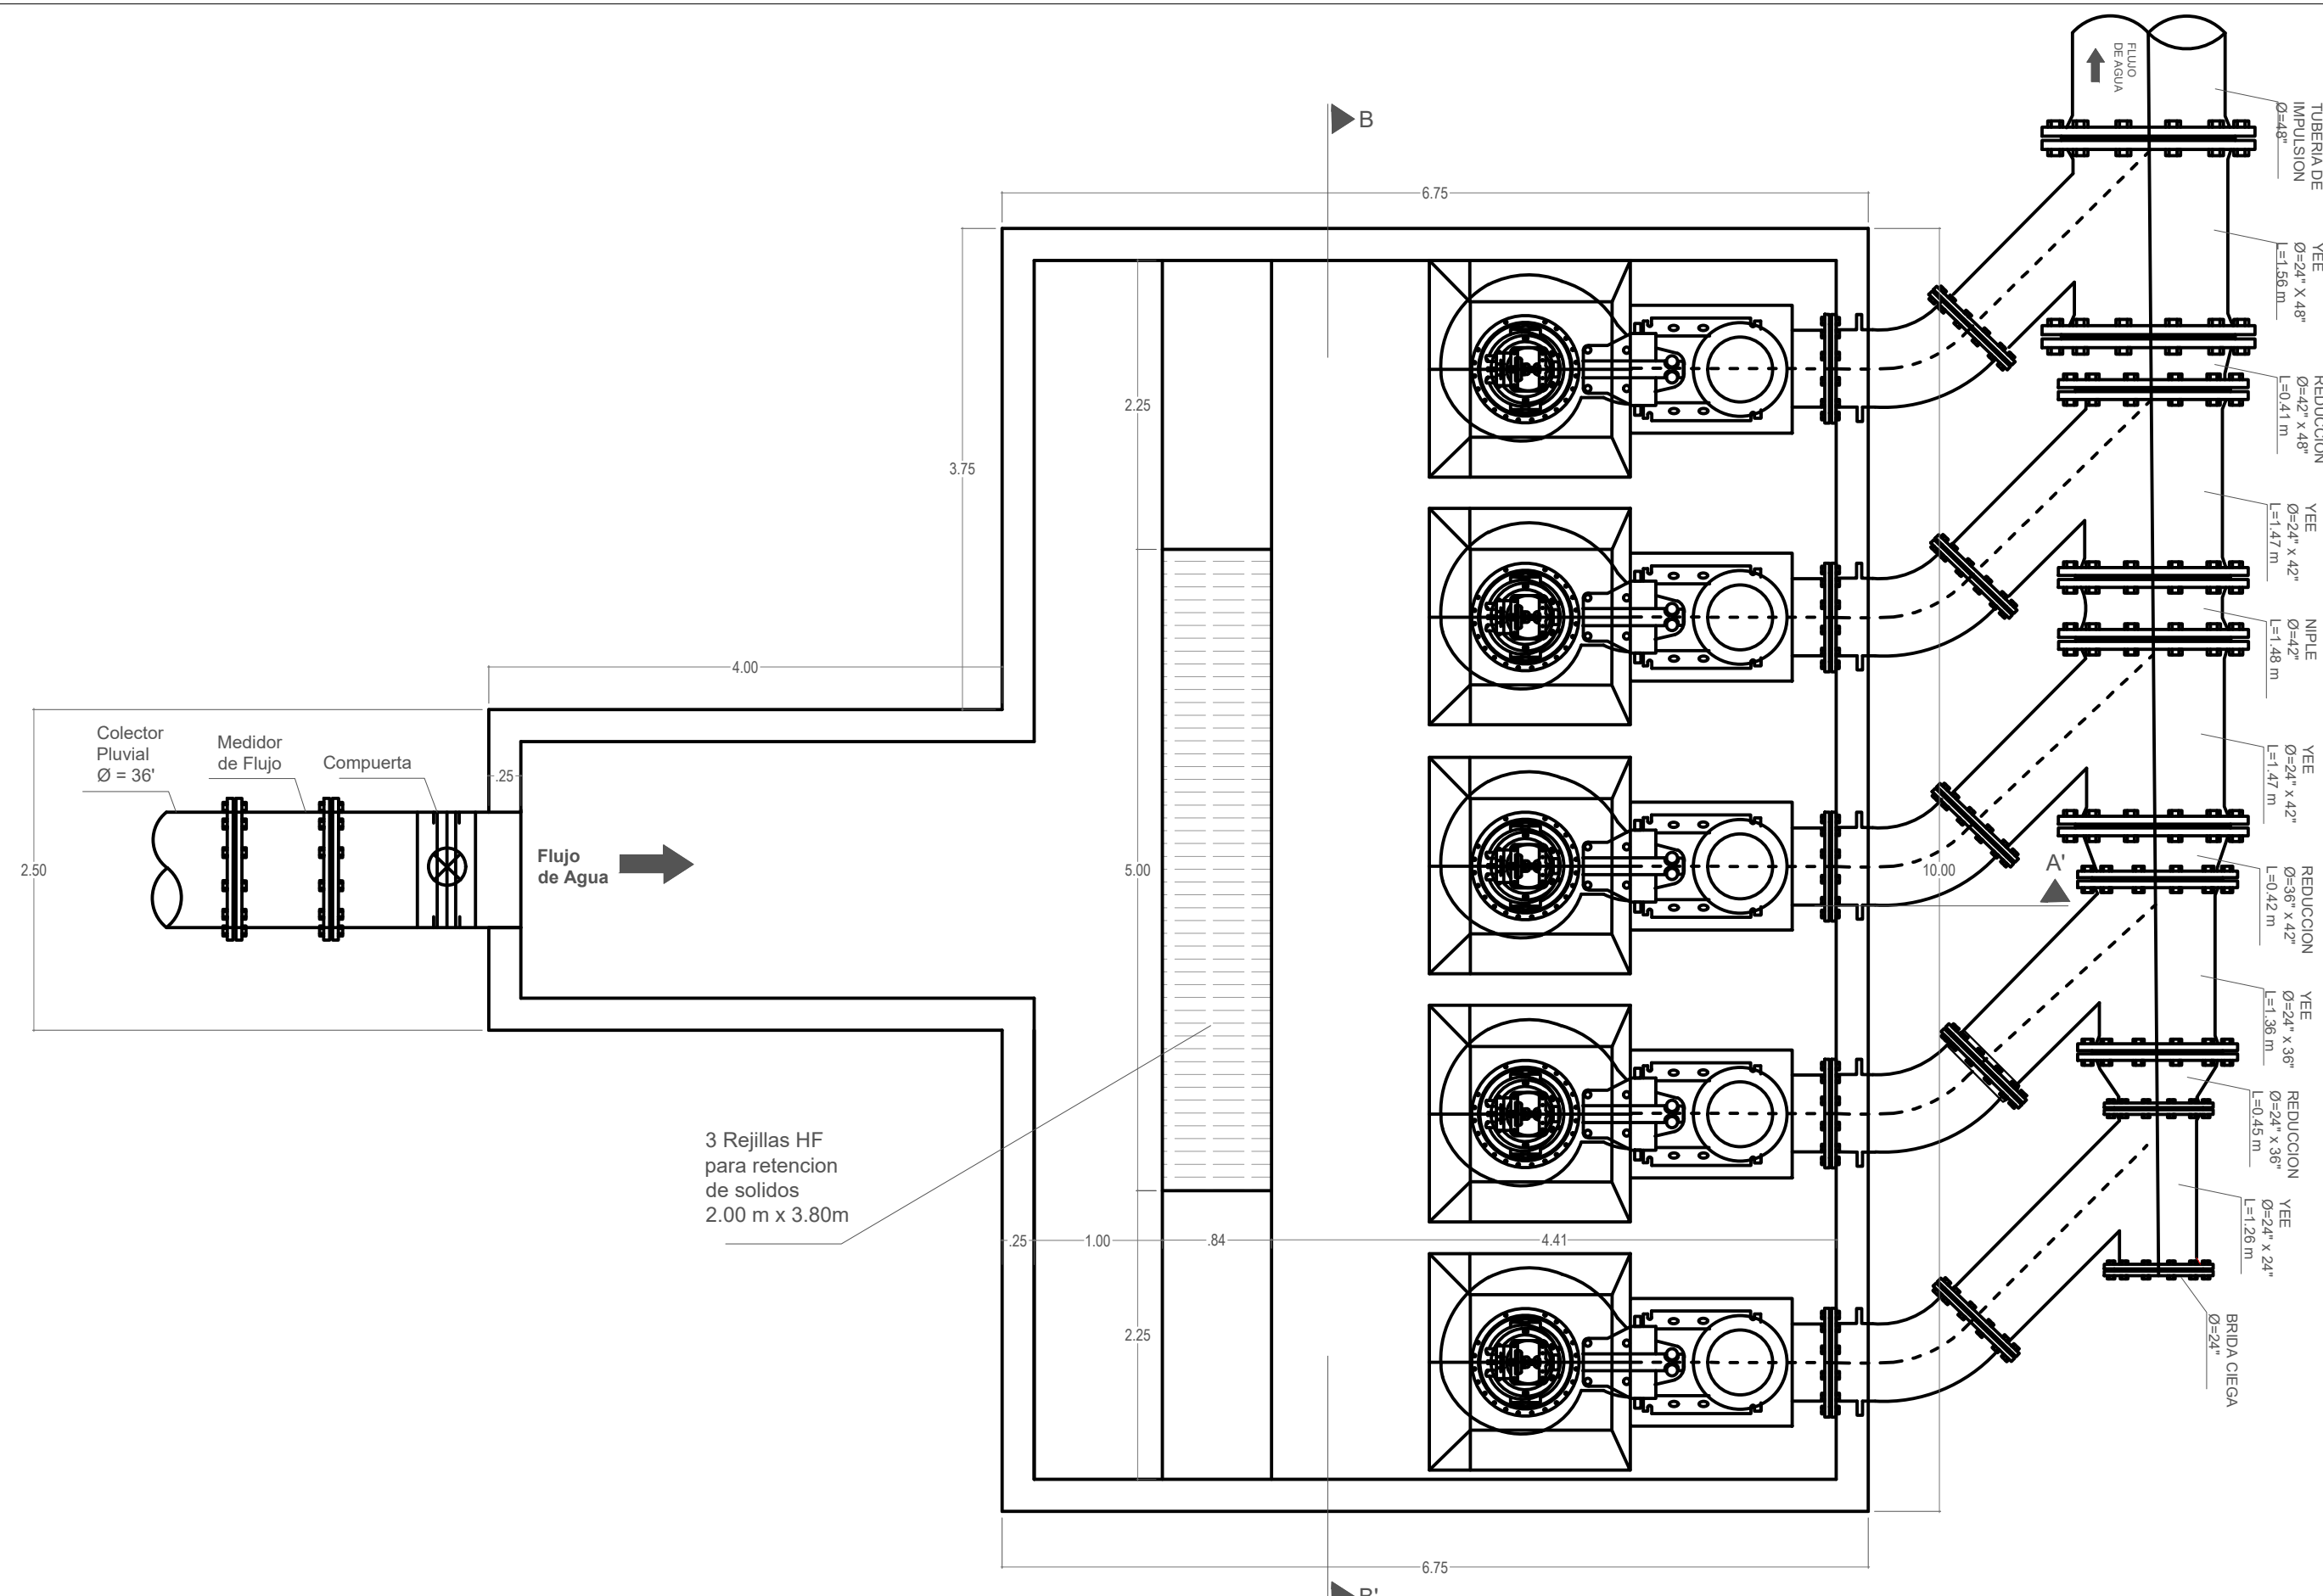 FLUJO
DE AGUA
TUBERIA DE
IMPULSION
Ø=48"
B
6.75
YEE
Ø=24" X 48"
L=1.56 m
REDUCCION
Ø=42" x 48"
L=0.41 m
2.25
3.75
YEE
Ø=24" x 42"
L=1.47 m
NIPLE
Ø=42"
L=1.48 m
4.00
Colector
Pluvial
Ø = 36'
Medidor
de Flujo
Compuerta
.25
YEE
Ø=24" x 42"
L=1.47 m
2.50
Flujo
de Agua
5.00
10.00
A'
REDUCCION
Ø=36" x 42"
L=0.42 m
YEE
Ø=24" x 36"
L=1.36 m
3 Rejillas HF
para retencion
de solidos
2.00 m x 3.80m
REDUCCION
Ø=24" x 36"
L=0.45 m
.25
1.00
.84
4.41
YEE
Ø=24" x 24"
L=1.26 m
2.25
BRIDA CIEGA
Ø=24"
6.75
B'